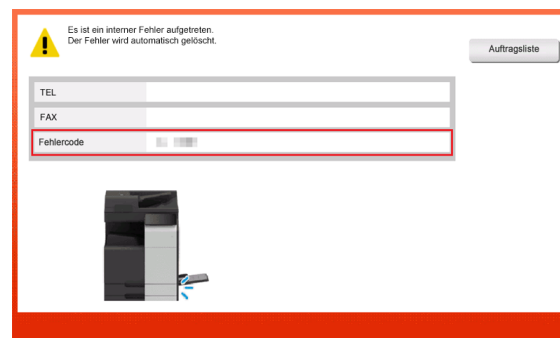 Es ist ein interner Fehler aufgetreten.
Der Fehler wird automatisch gelöscht.
Auftragsliste
TEL
FAX
Fehlercode